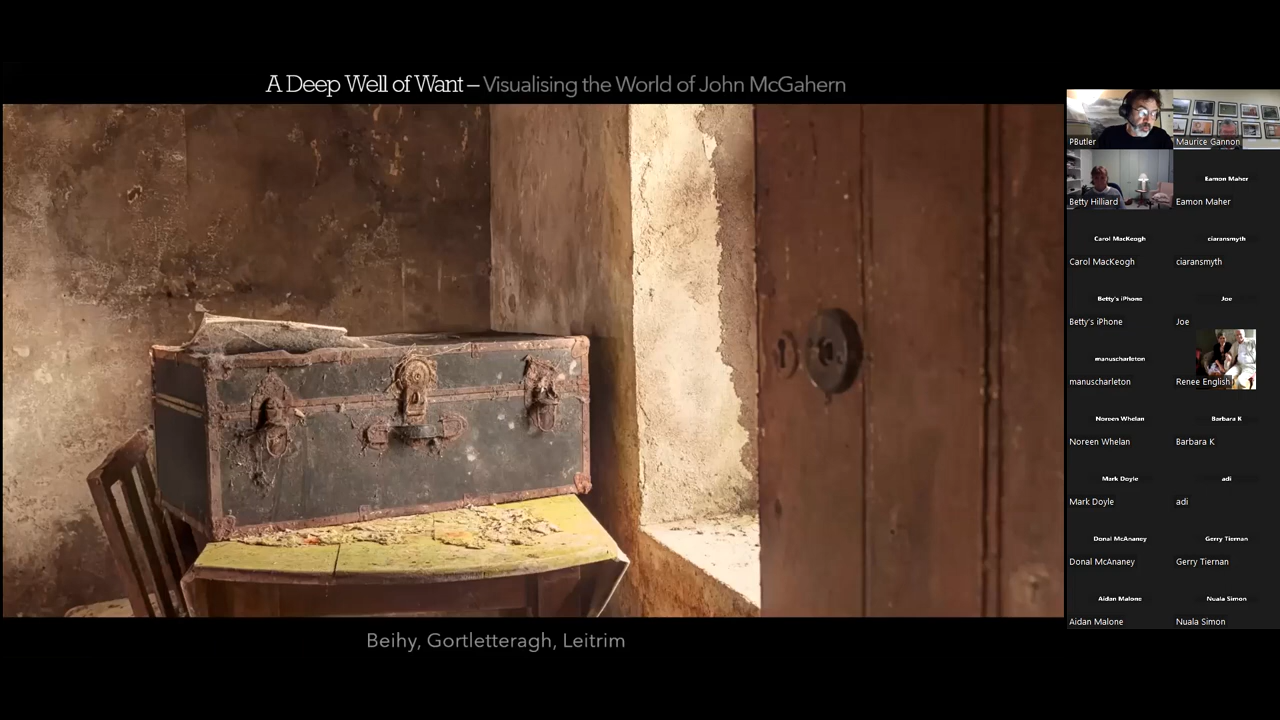 A Deep Well of Want – Visualising the World of John McGahern
Beihy, Gortletteragh, Leitrim
PButler
Maurice Gannon
Betty Hilliard
Eamon Maher
Eamon Maher
Carol MacKeogh
ciaransmyth
Carol MacKeogh
ciaransmyth
Betty's iPhone
Joe
Betty's iPhone
Joe
manuscharleton
manuscharleton
Renee English
Noreen Whelan
Barbara K
Noreen Whelan
Barbara K
Mark Doyle
adi
Mark Doyle
adi
Donal McAnaney
Gerry Tiernan
Donal McAnaney
Gerry Tiernan
Aidan Malone
Nuala Simon
Aidan Malone
Nuala Simon